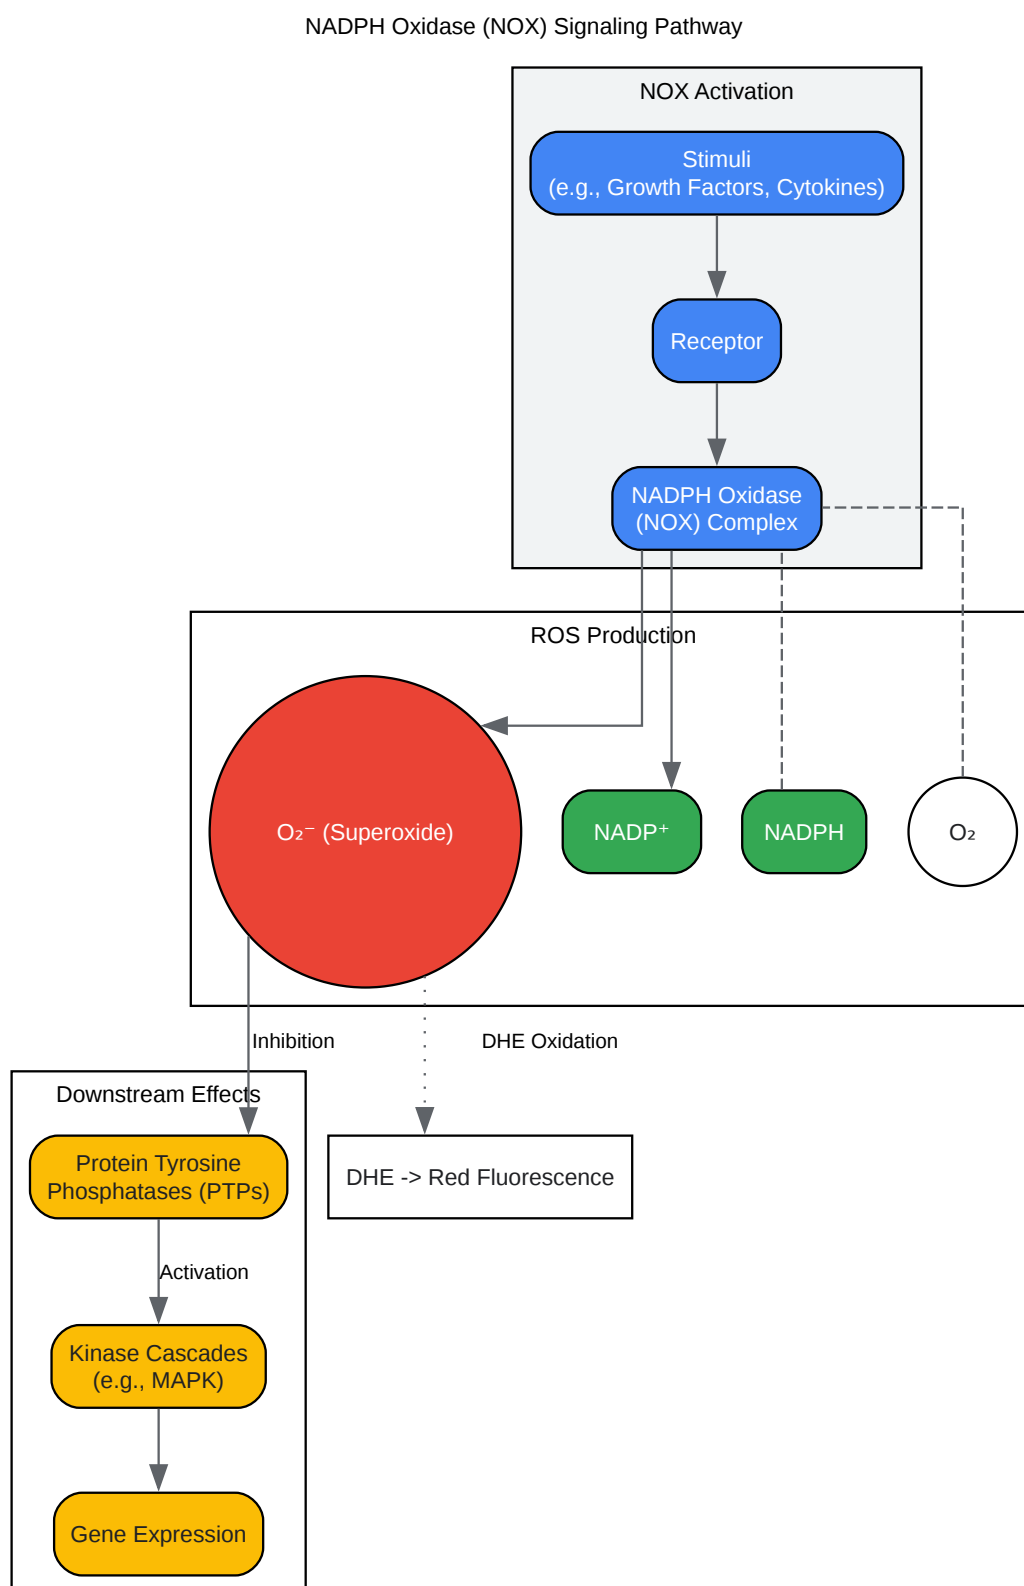 NADPH Oxidase (NOX) Signaling Pathway
NOX Activation
Stimuli
(e.g., Growth Factors, Cytokines)
Receptor
NADPH Oxidase
(NOX) Complex
ROS Production
O₂⁻ (Superoxide)
NADP⁺
NADPH
O₂
Inhibition
DHE Oxidation
Downstream Effects
Protein Tyrosine
Phosphatases (PTPs)
DHE -> Red Fluorescence
Activation
Kinase Cascades
(e.g., MAPK)
Gene Expression